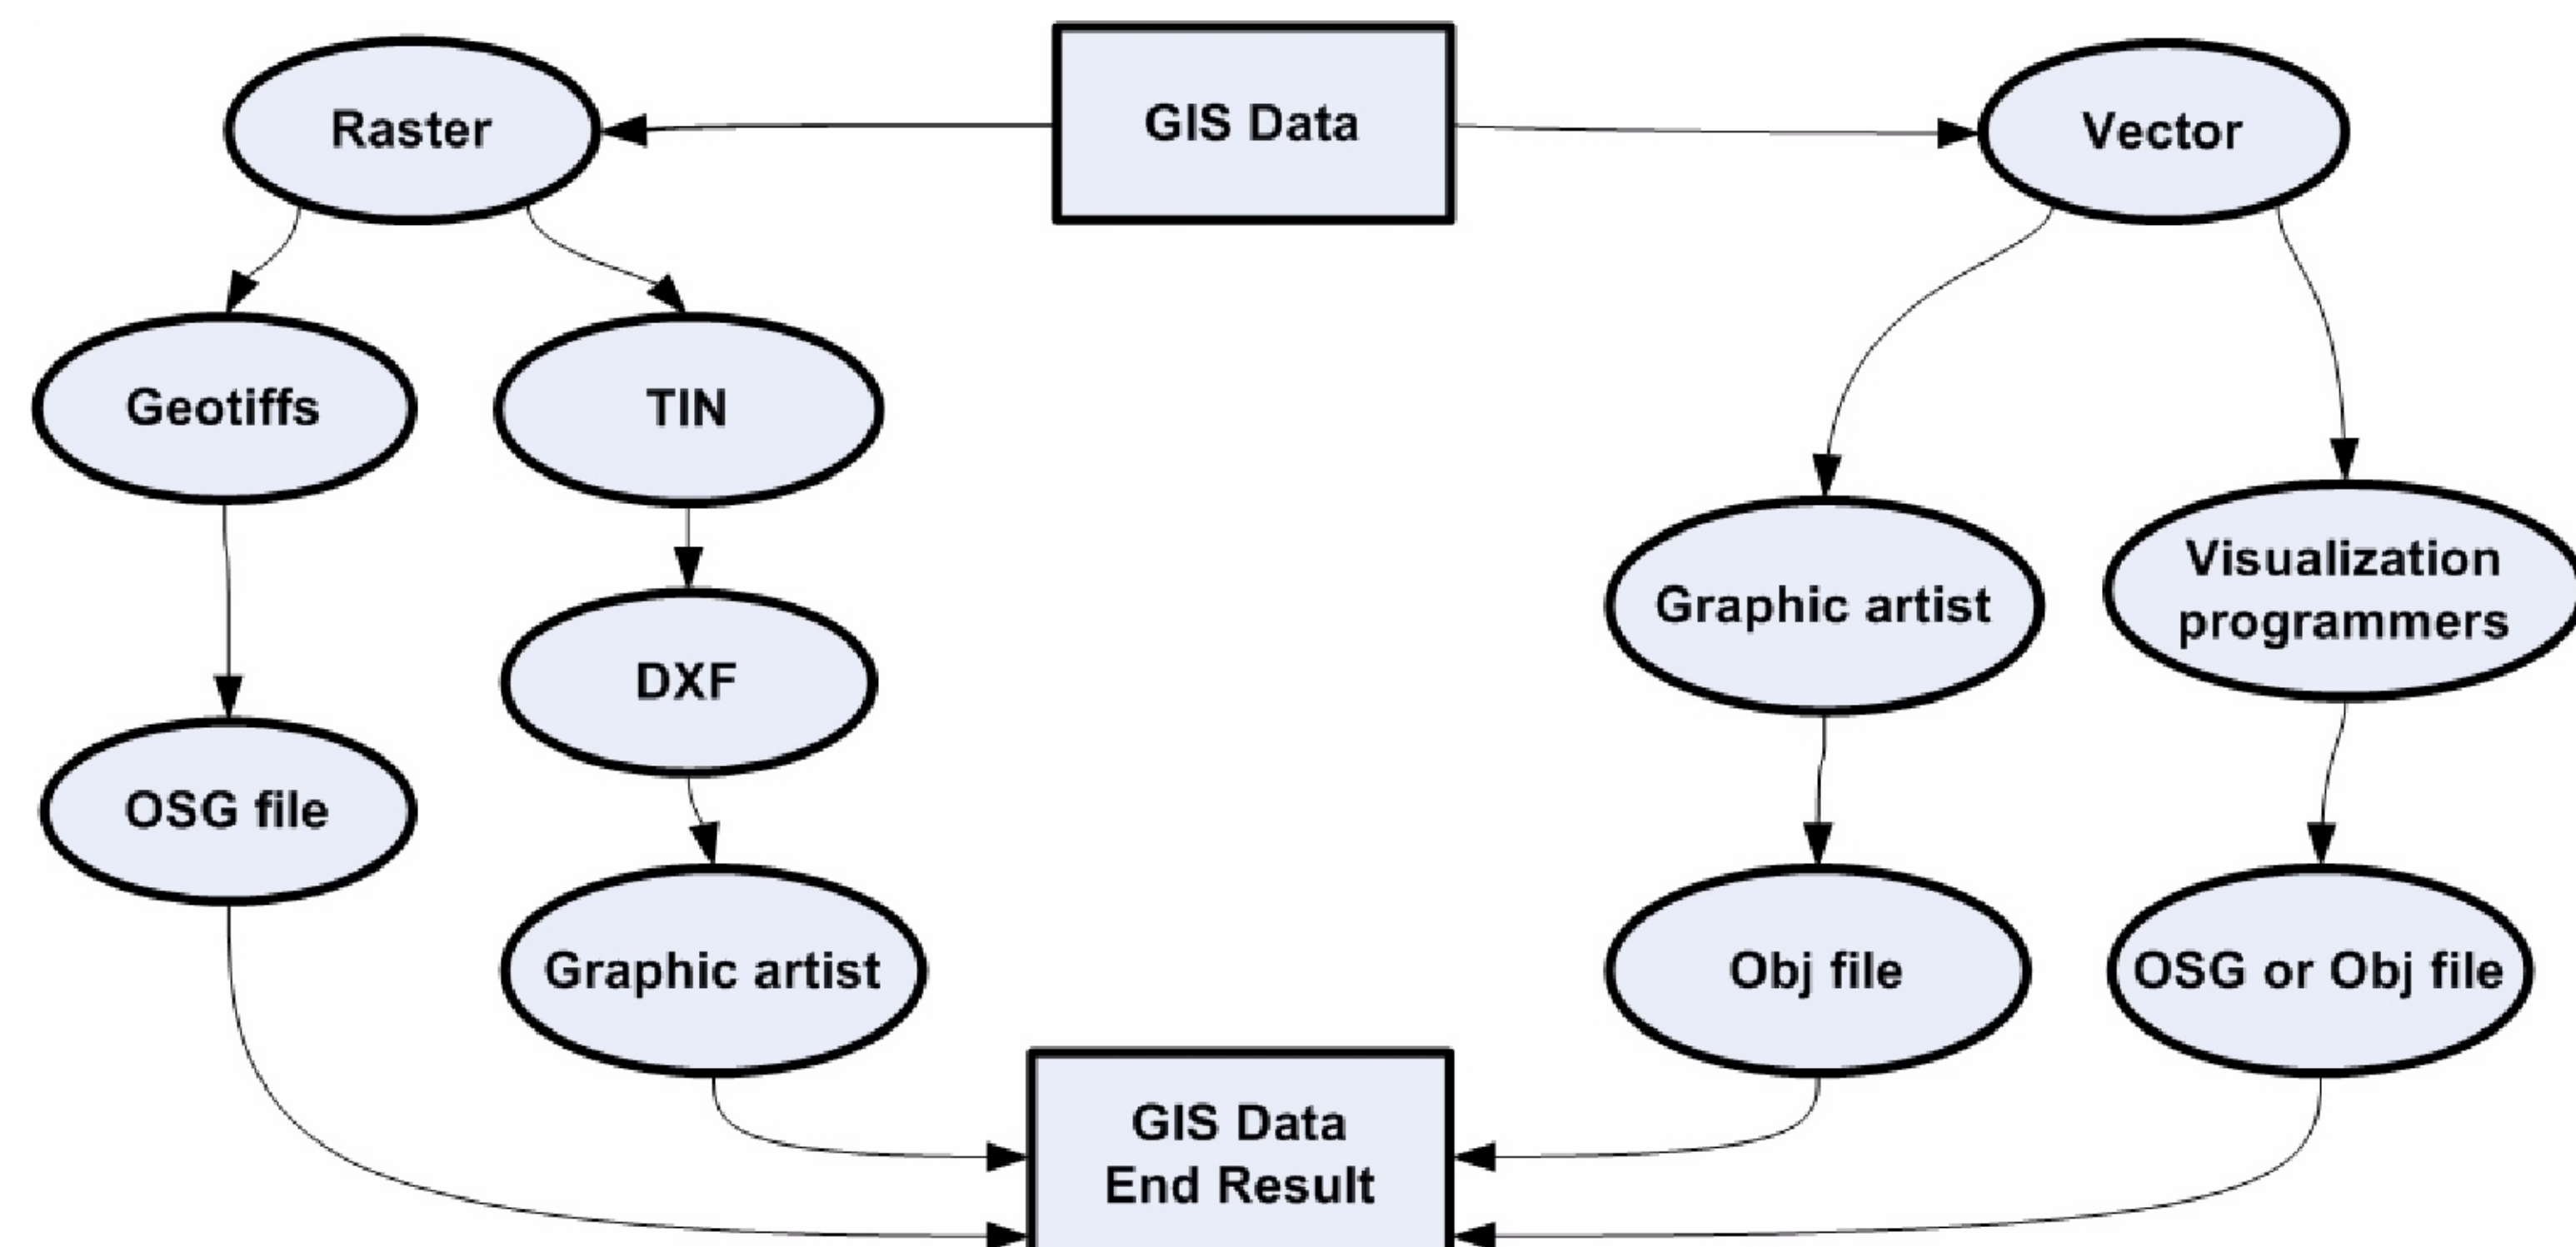 Raster
GIS Data
Vector
Geotiffs
TIN
Graphic artist
Visualization
programmers
DXF
OSG file
Graphic artist
Obj file
OSG or Obj file
GIS Data
End Result